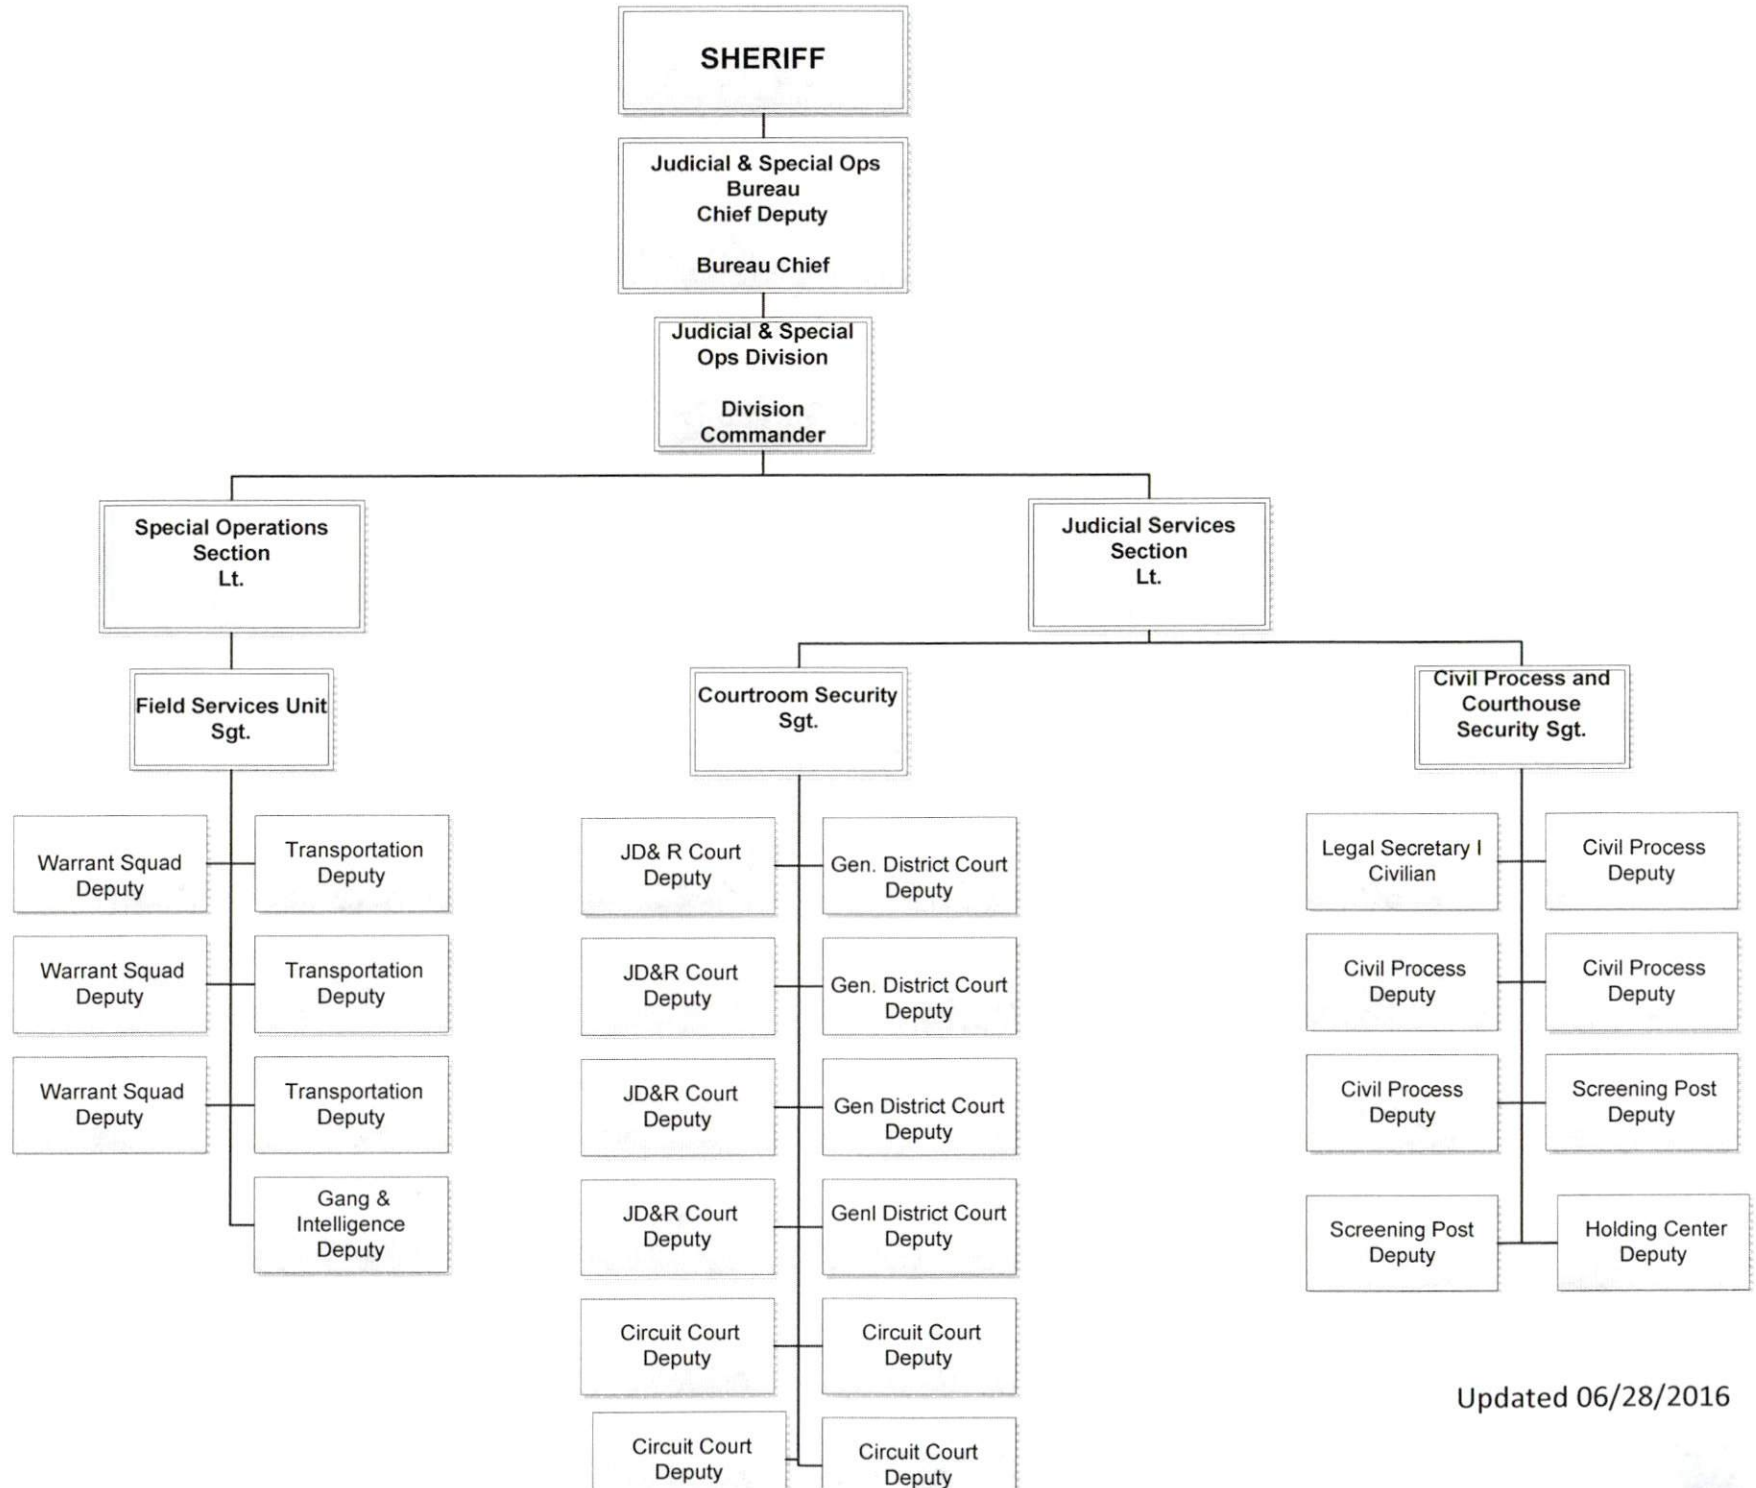 SHERIFF
Judicial & Special Ops
Bureau
Chief Deputy
Bureau Chief
Judicial & Special
Ops Division
Division
Commander
Special Operations
Section
Lt.
Judicial Services
Section
Lt.
Field Services Unit
Sgt.
Courtroom Security
Sgt.
Civil Process and
Courthouse
Security Sgt.
Warrant Squad
Deputy
Transportation
Deputy
Warrant Squad
Deputy
Transportation
Deputy
Warrant Squad
Deputy
Transportation
Deputy
Gang &
Intelligence
Deputy
JD& R Court
Deputy
Gen. District Court
Deputy
JD&R Court
Deputy
Gen. District Court
Deputy
JD&R Court
Deputy
Gen District Court
Deputy
JD&R Court
Deputy
Genl District Court
Deputy
Circuit Court
Deputy
Circuit Court
Deputy
Circuit Court
Deputy
Circuit Court
Deputy
Legal Secretary I
Civilian
Civil Process
Deputy
Civil Process
Deputy
Civil Process
Deputy
Civil Process
Deputy
Screening Post
Deputy
Screening Post
Deputy
Holding Center
Deputy
Updated 06/28/2016